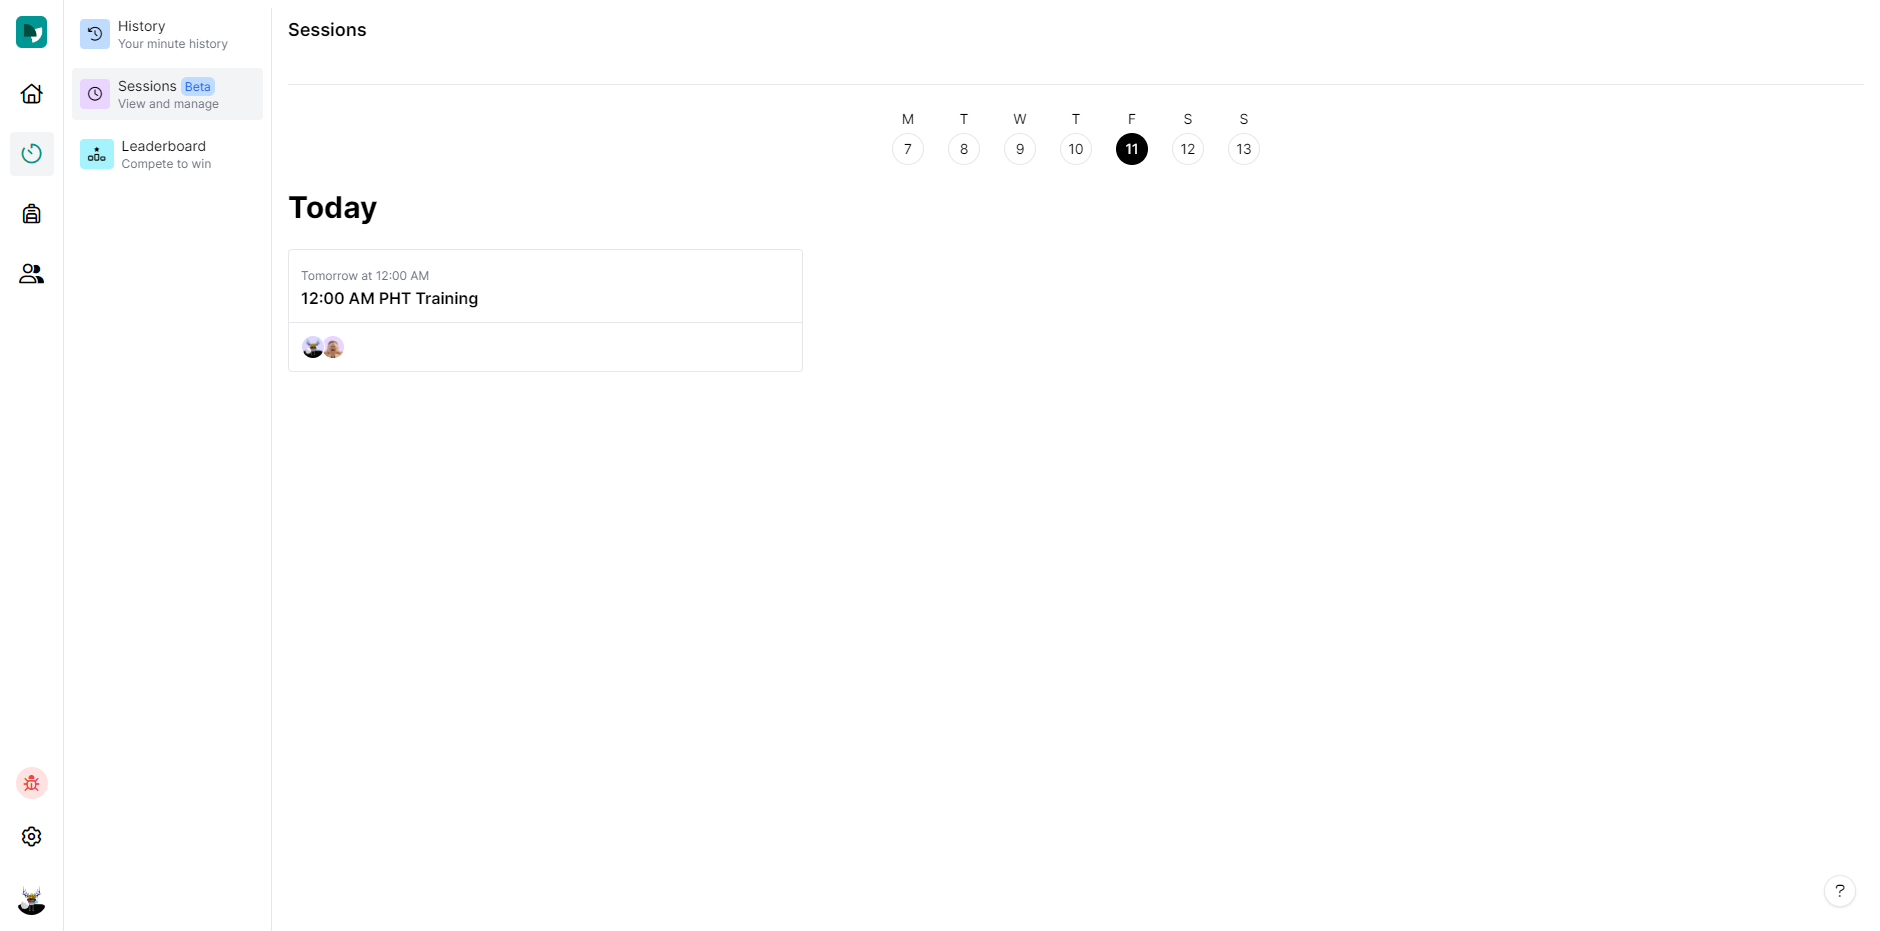 History
Your minute history
Sessions Beta
View and manage
Leaderboard
Compete to win
Sessions
M T W T F S S
7 8 9 10 11 12 13
Today
Tomorrow at 12:00 AM
12:00 AM PHT Training
?